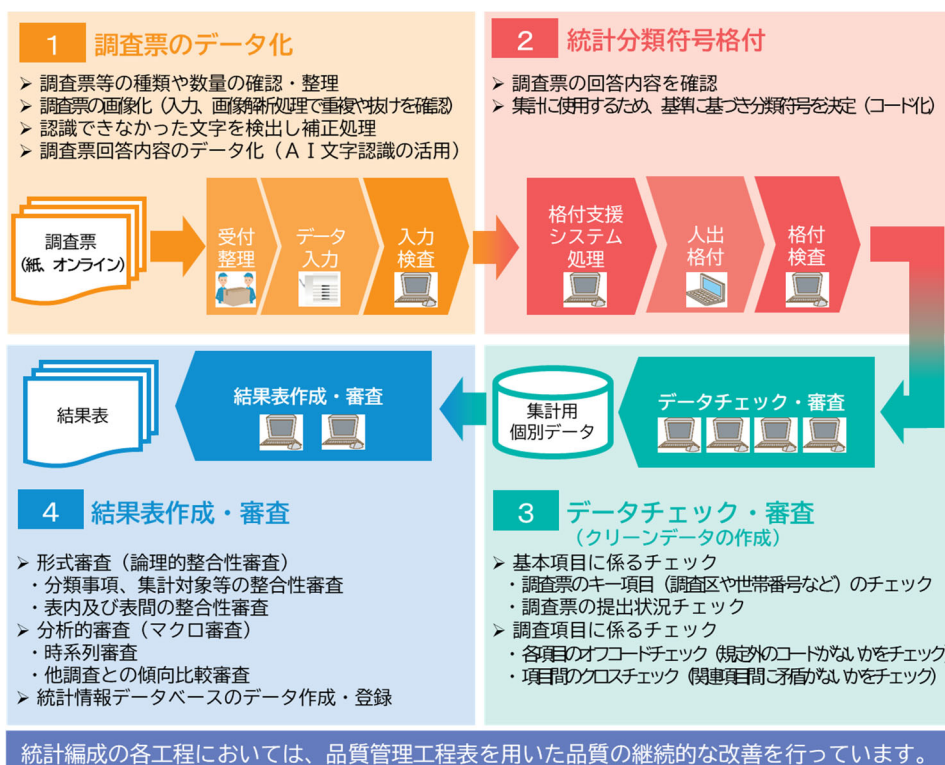 1 調査票のデータ化
➢ 調査票等の種類や数量の確認・整理
➢ 調査票の画像化（入力、画像解析処理で重複や抜けを確認）
➢ 認識できなかった文字を検出し補正処理
➢ 調査票回答内容のデータ化（ＡＩ文字認識の活用）
調査票
（紙、オンライン）
受付
整理
データ
入力
入力
検査
2 統計分類符号格付
➢ 調査票の回答内容を確認
➢ 集計に使用するため、基準に基づき分類符号を決定（コード化）
格付支援
システム
処理
人出
格付
格付
検査
データチェック・審査
集計用
個別データ
3 データチェック・審査
（クリーンデータの作成）
➢ 基本項目に係るチェック
・調査票のキー項目（調査区や世帯番号など）のチェック
・調査票の提出状況チェック
➢ 調査項目に係るチェック
・各項目のオフコードチェック（規定外のコードがないかをチェック
・項目間のクロスチェック（関連項目間に矛盾がないかをチェック）
結果表作成・審査
結果表
4 結果表作成・審査
➢ 形式審査（論理的整合性審査）
・分類事項、集計対象等の整合性審査
・表内及び表間の整合性審査
➢ 分析的審査（マクロ審査）
・時系列審査
・他調査との傾向比較審査
➢ 統計情報データベースのデータ作成・登録
統計編成の各工程においては、品質管理工程表を用いた品質の継続的な改善を行っています。